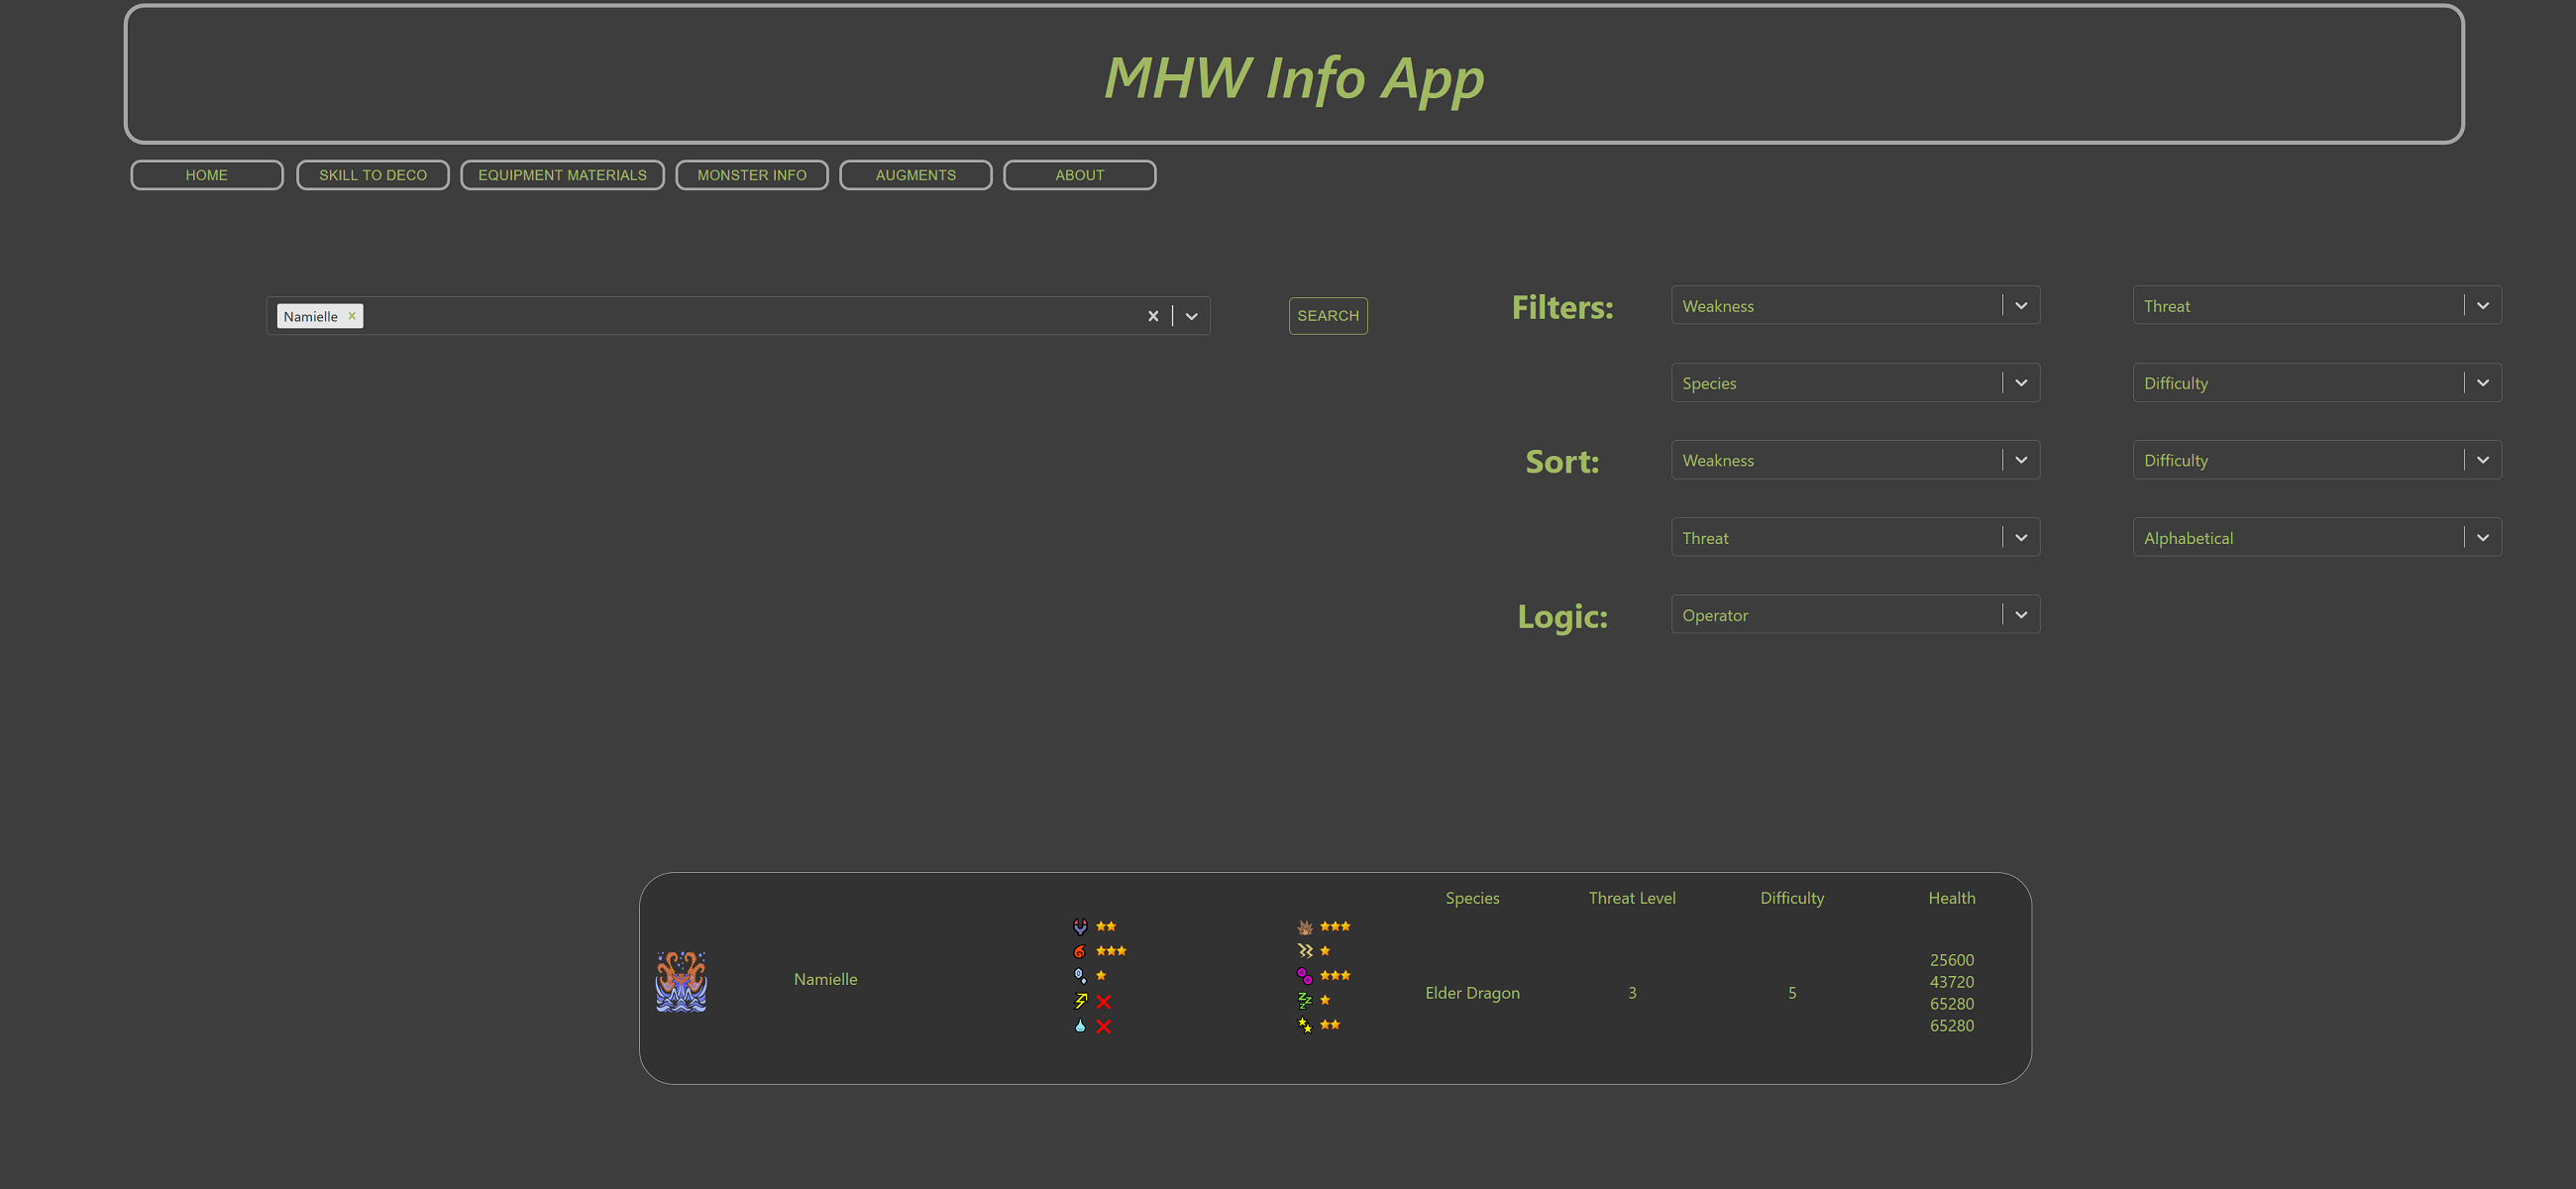 MHW Info App
HOME SKILL TO DECO EQUIPMENT MATERIALS MONSTER INFO AUGMENTS ABOUT
Namielle SEARCH
Filters: Weakness Threat
Species Difficulty
Sort: Weakness Difficulty
Threat Alphabetical
Logic: Operator
Species Threat Level Difficulty Health
Namielle
Elder Dragon 3 5
25600
43720
65280
65280